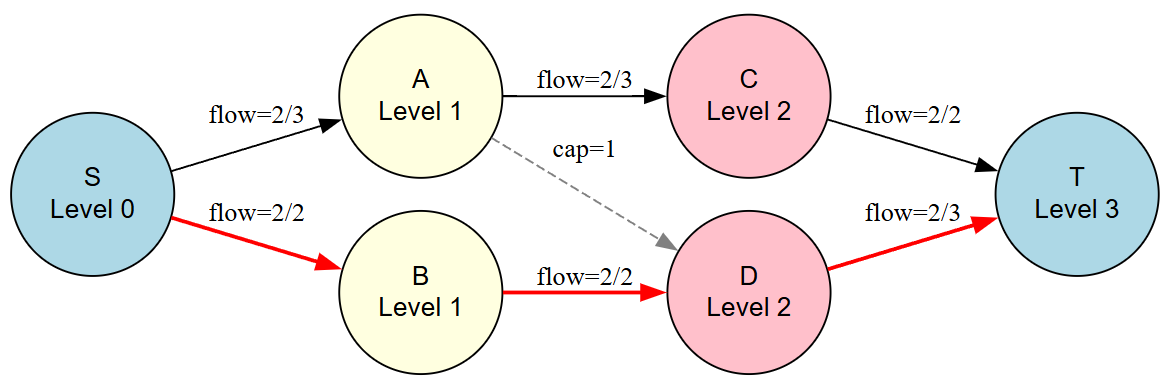 S
Level 0
flow=2/3
flow=2/2
A
Level 1
B
Level 1
flow=2/3
cap=1
flow=2/2
C
Level 2
D
Level 2
flow=2/2
flow=2/3
T
Level 3